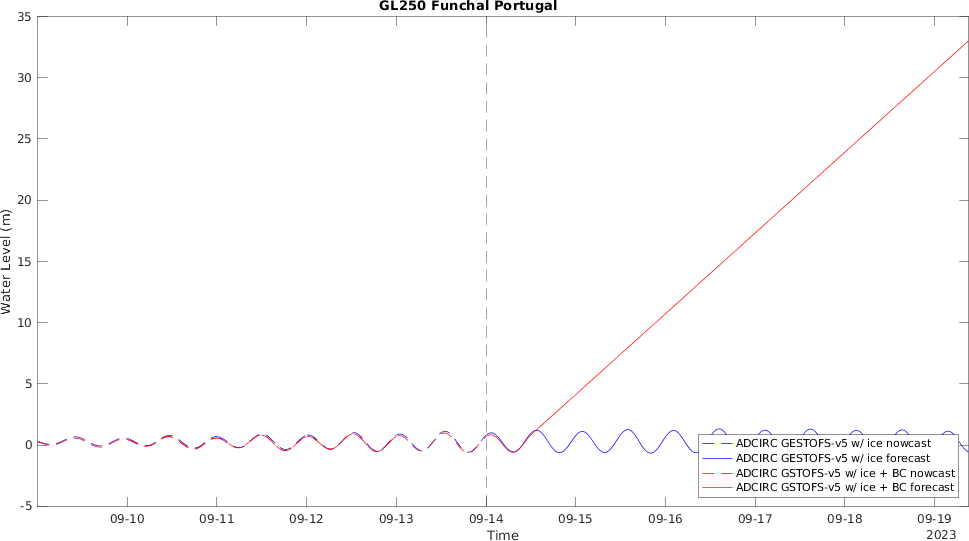 GL250 Funchal Portugal
35
30
25
20
15
10
5
0
-5
Water Level (m)
09-10 09-11 09-12 09-13 09-14 09-15 09-16 09-17 09-18 09-19
Time
2023
ADCIRC GESTOFS-v5 w/ ice nowcast
ADCIRC GESTOFS-v5 w/ ice forecast
ADCIRC GSTOFS-v5 w/ ice + BC nowcast
ADCIRC GSTOFS-v5 w/ ice + BC forecast